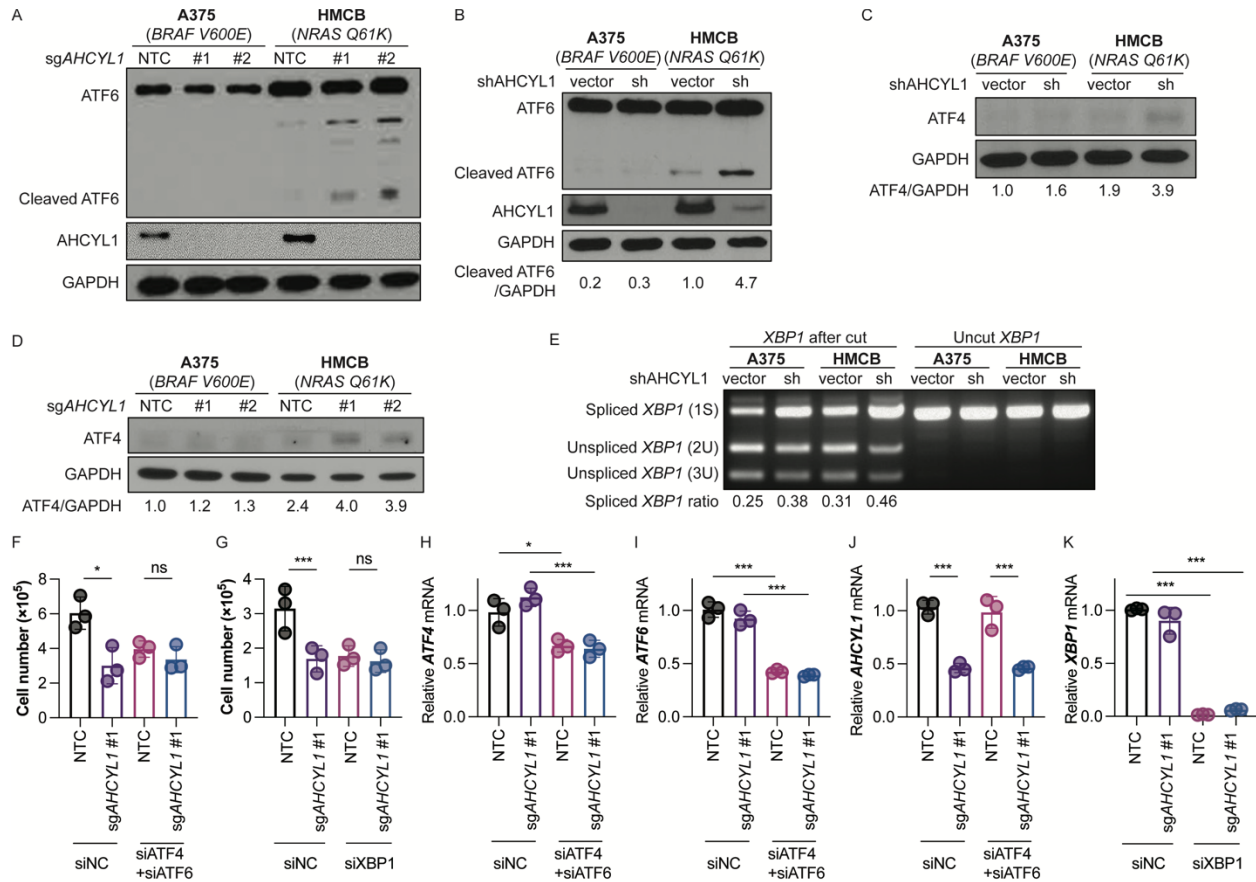 A
A375
(BRAF V600E)
HMCB
(NRAS Q61K)
sgAHCYL1 NTC #1 #2 NTC #1 #2
ATF6
Cleaved ATF6
AHCYL1
GAPDH
B
A375
(BRAF V600E)
HMCB
(NRAS Q61K)
shAHCYL1 vector sh vector sh
ATF6
Cleaved ATF6
AHCYL1
GAPDH
Cleaved ATF6
/GAPDH 0.2 0.3 1.0 4.7
C
A375
(BRAF V600E)
HMCB
(NRAS Q61K)
shAHCYL1 vector sh vector sh
ATF4
GAPDH
ATF4/GAPDH 1.0 1.6 1.9 3.9
D
A375
(BRAF V600E)
HMCB
(NRAS Q61K)
sgAHCYL1 NTC #1 #2 NTC #1 #2
ATF4
GAPDH
ATF4/GAPDH 1.0 1.2 1.3 2.4 4.0 3.9
E
XBP1 after cut Uncut XBP1
A375 HMCB A375 HMCB
shAHCYL1 vector sh vector sh vector sh vector sh
Spliced XBP1 (1S)
Unspliced XBP1 (2U)
Unspliced XBP1 (3U)
Spliced XBP1 ratio 0.25 0.38 0.31 0.46
F
Cell number (×10⁵)
8
6
4
2
0
* ns
NTC
sgAHCYL1 #1
NTC
sgAHCYL1 #1
siNC
siATF4
+siATF6
G
Cell number (×10⁵)
5
4
3
2
1
0
*** ns
NTC
sgAHCYL1 #1
NTC
sgAHCYL1 #1
siNC
siXBP1
H
Relative ATF4 mRNA
1.0
0.5
0.0
*
***
NTC
sgAHCYL1 #1
NTC
sgAHCYL1 #1
siNC
siATF4
+siATF6
I
Relative ATF6 mRNA
1.0
0.5
0.0
***
***
NTC
sgAHCYL1 #1
NTC
sgAHCYL1 #1
siNC
siATF4
+siATF6
J
Relative AHCYL1 mRNA
1.0
0.5
0.0
*** ***
NTC
sgAHCYL1 #1
NTC
sgAHCYL1 #1
siNC
siATF4
+siATF6
K
Relative XBP1 mRNA
1.0
0.5
0.0
***
***
NTC
sgAHCYL1 #1
NTC
sgAHCYL1 #1
siNC
siXBP1